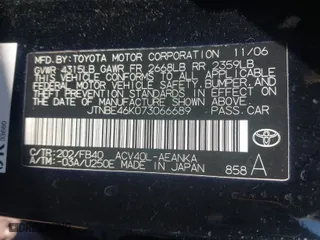 MFD. BY: TOYOTA MOTOR CORPORATION 11/06
GVWR 4315LB GAWR FR 2668LB RR 2359LB
THIS VEHICLE CONFORMS TO ALL APPLICABLE
FEDERAL MOTOR VEHICLE SAFETY, BUMPER, AND
THEFT PREVENTION STANDARDS IN EFFECT ON
THE DATE OF MANUFACTURE SHOWN ABOVE.
JTNBE46K073066689 PASS.CAR
C/TR:202/FB40 ACV40L-AEANKA
A/TM:-03A/U250E MADE IN JAPAN
858 A
TOYOTA